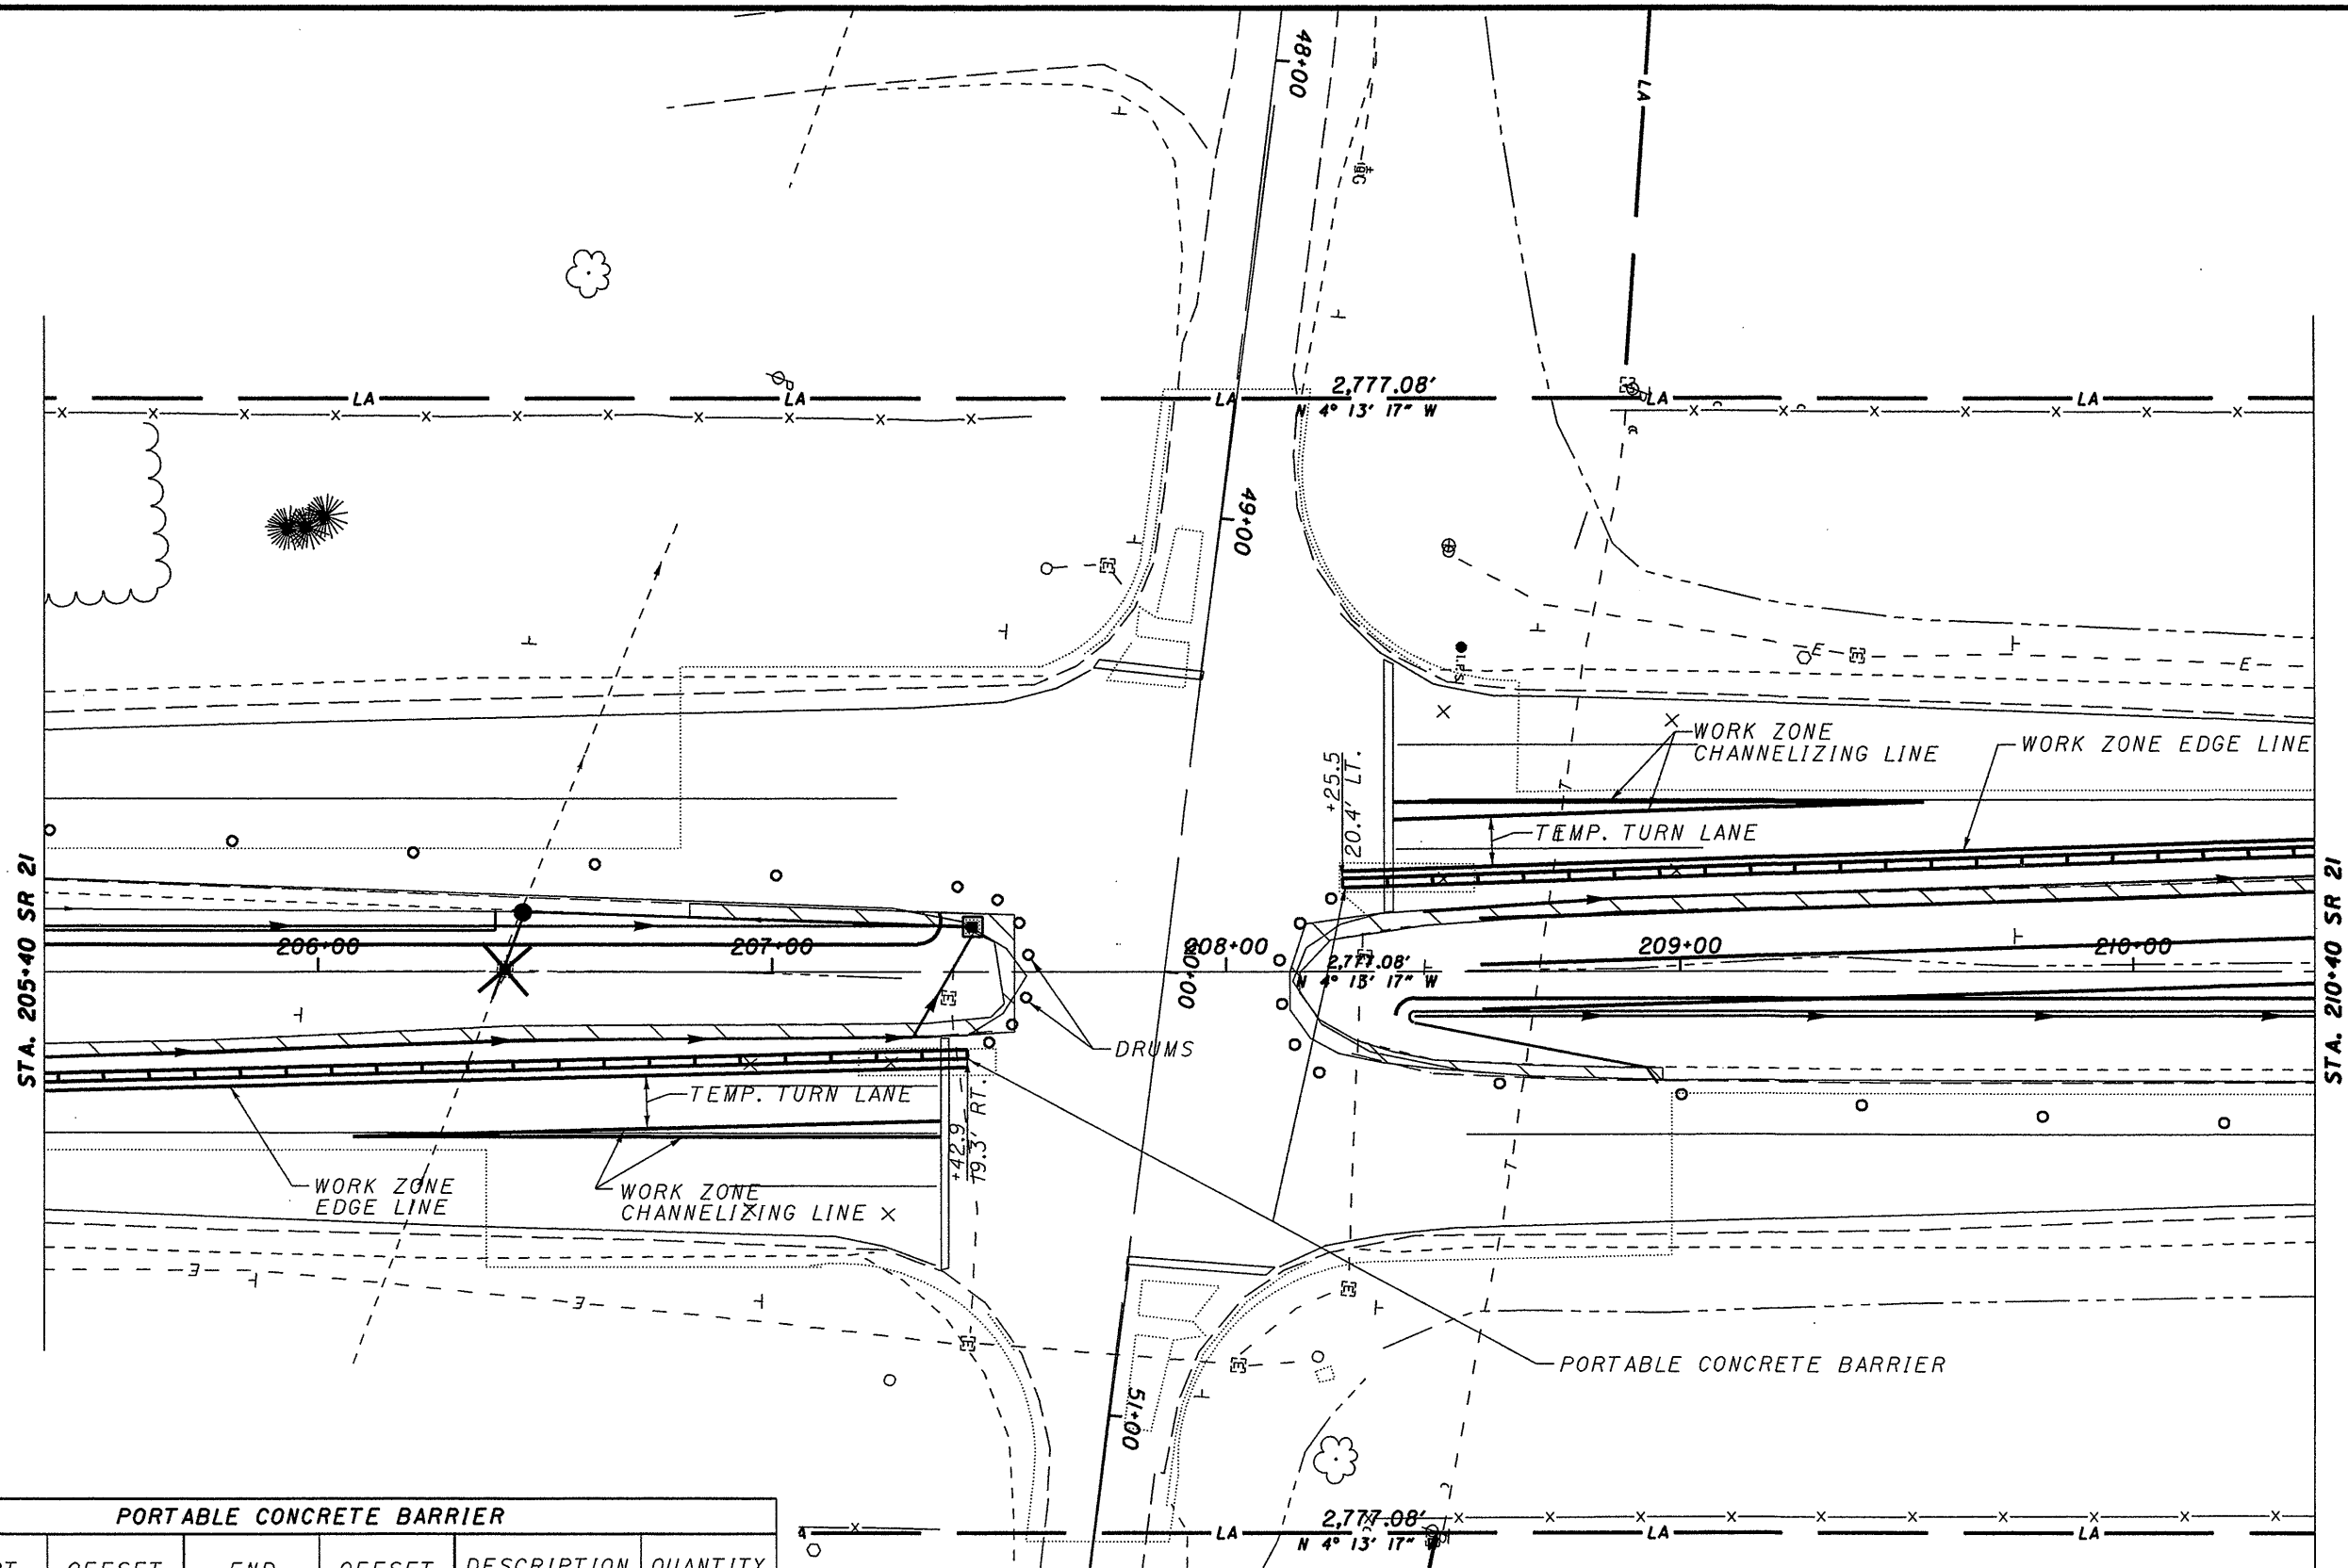 48+00
LA
18"G
2,777.08'
LA
LA
LA
LA
LA
N 4° 13' 17" W
49+00
E
I.P.S.
E
E
E
WORK ZONE
CHANNELIZING LINE
WORK ZONE EDGE LINE
+25.5
20.4' LT.
T
TEMP. TURN LANE
STA. 205+40 SR 21
206+00
207+00
208+00
209+00
210+00
STA. 210+40 SR 21
00+09
2,777.08'
N 4° 13' 17" W
E
E
DRUMS
TEMP. TURN LANE
+42.9
19.3' RT.
T
WORK ZONE
EDGE LINE
WORK ZONE
CHANNELIZING LINE
E
E
E
E
E
PORTABLE CONCRETE BARRIER
51+00
PORTABLE CONCRETE BARRIER
2,777.08'
LA
LA
LA
N 4° 13' 17" W
OFFSET
END
OFFSET
DESCRIPTION
QUANTITY